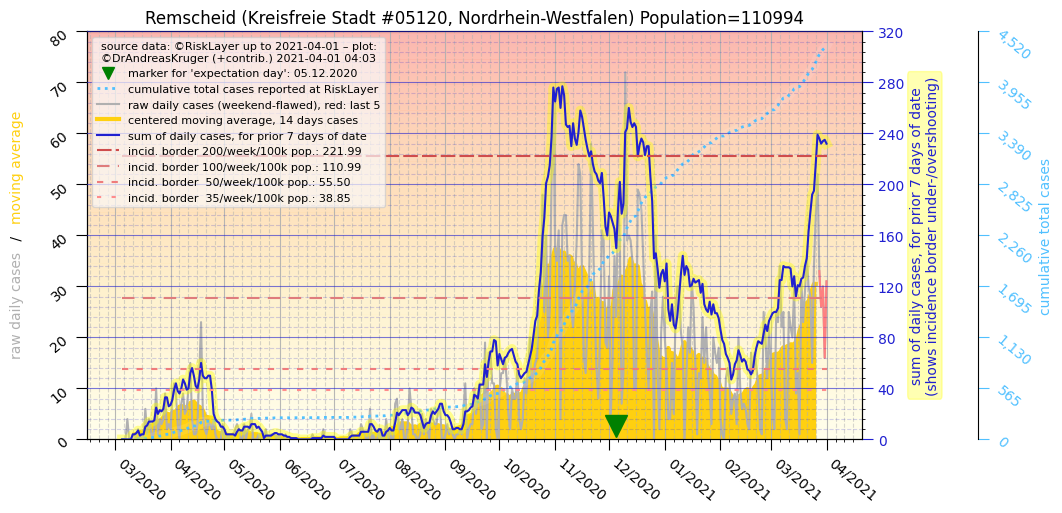 Remscheid (Kreisfreie Stadt #05120, Nordrhein-Westfalen) Population=110994
source data: ©RiskLayer up to 2021-04-01 – plot:
©DrAndreasKruger (+contrib.) 2021-04-01 04:03
marker for 'expectation day': 05.12.2020
cumulative total cases reported at RiskLayer
raw daily cases (weekend-flawed), red: last 5
centered moving average, 14 days cases
sum of daily cases, for prior 7 days of date
incid. border 200/week/100k pop.: 221.99
incid. border 100/week/100k pop.: 110.99
incid. border  50/week/100k pop.: 55.50
incid. border  35/week/100k pop.: 38.85
raw daily cases / moving average
80
70
60
50
40
30
20
10
0
03/2020
04/2020
05/2020
06/2020
07/2020
08/2020
09/2020
10/2020
11/2020
12/2020
01/2021
02/2021
03/2021
04/2021
320
280
240
200
160
120
80
40
0
sum of daily cases, for prior 7 days of date
(shows incidence border under-/overshooting)
4,520
3,955
3,390
2,825
2,260
1,695
1,130
565
0
cumulative total cases